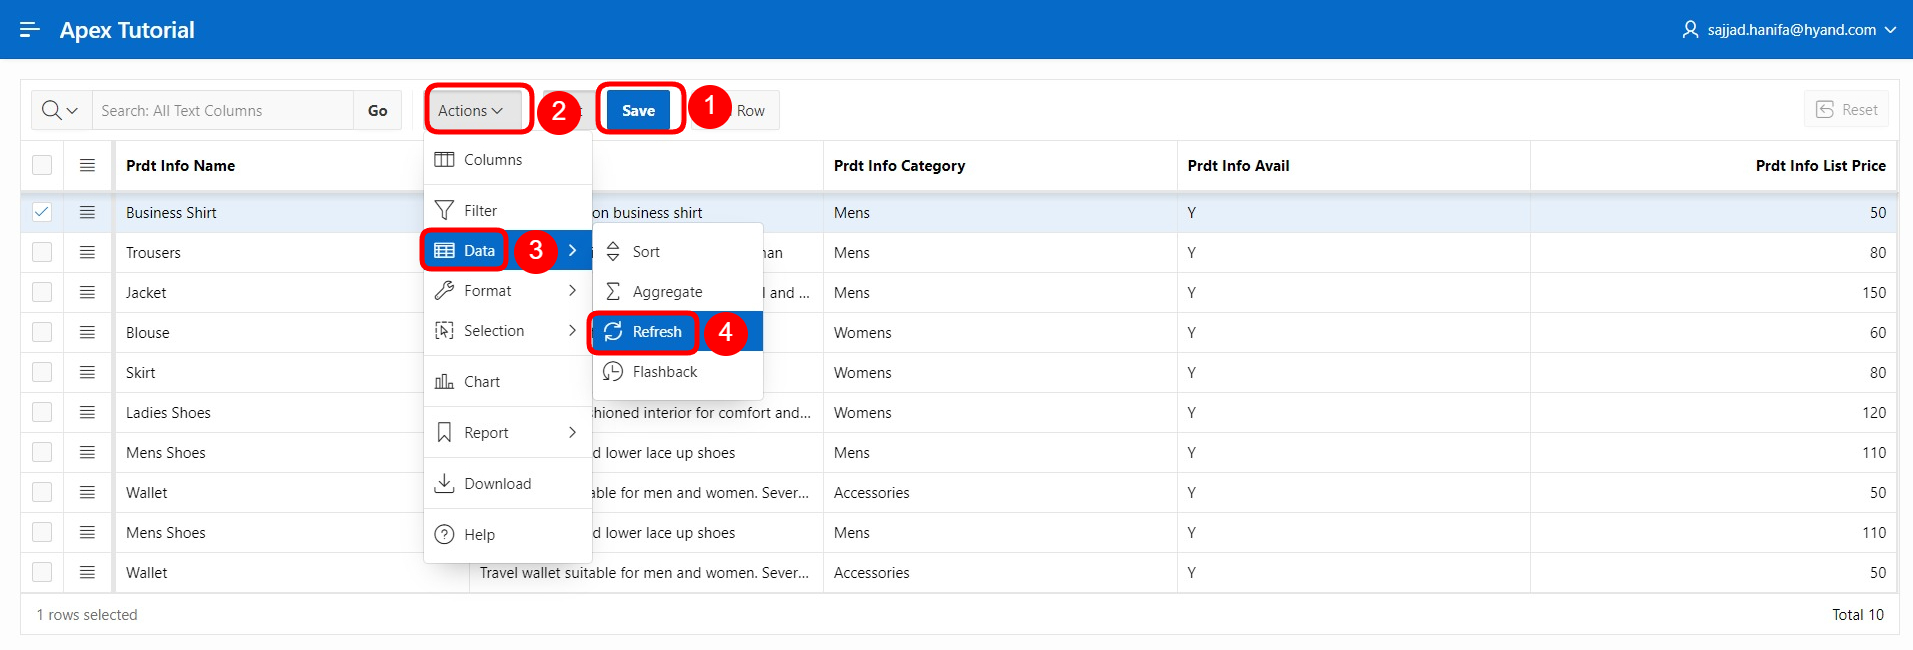 Apex Tutorial
sajjad.hanifa@hyand.com
Search: All Text Columns Go Actions 2 Save 1 Row Reset
Columns
Prdt Info Name Prdt Info Category Prdt Info Avail Prdt Info List Price
Filter
Business Shirt on business shirt Mens Y 50
Data 3 Sort
Trousers Mens Y 80
Format Aggregate
Jacket and ... Mens Y 150
Selection Refresh 4
Blouse Womens Y 60
Flashback
Skirt Womens Y 80
Chart
Ladies Shoes interior for comfort and... Womens Y 120
Report
Mens Shoes lower lace up shoes Mens Y 110
Download
Wallet for men and women. Sever... Accessories Y 50
Help
Mens Shoes lower lace up shoes Mens Y 110
Wallet Travel wallet suitable for men and women. Sever... Accessories Y 50
1 rows selected Total 10